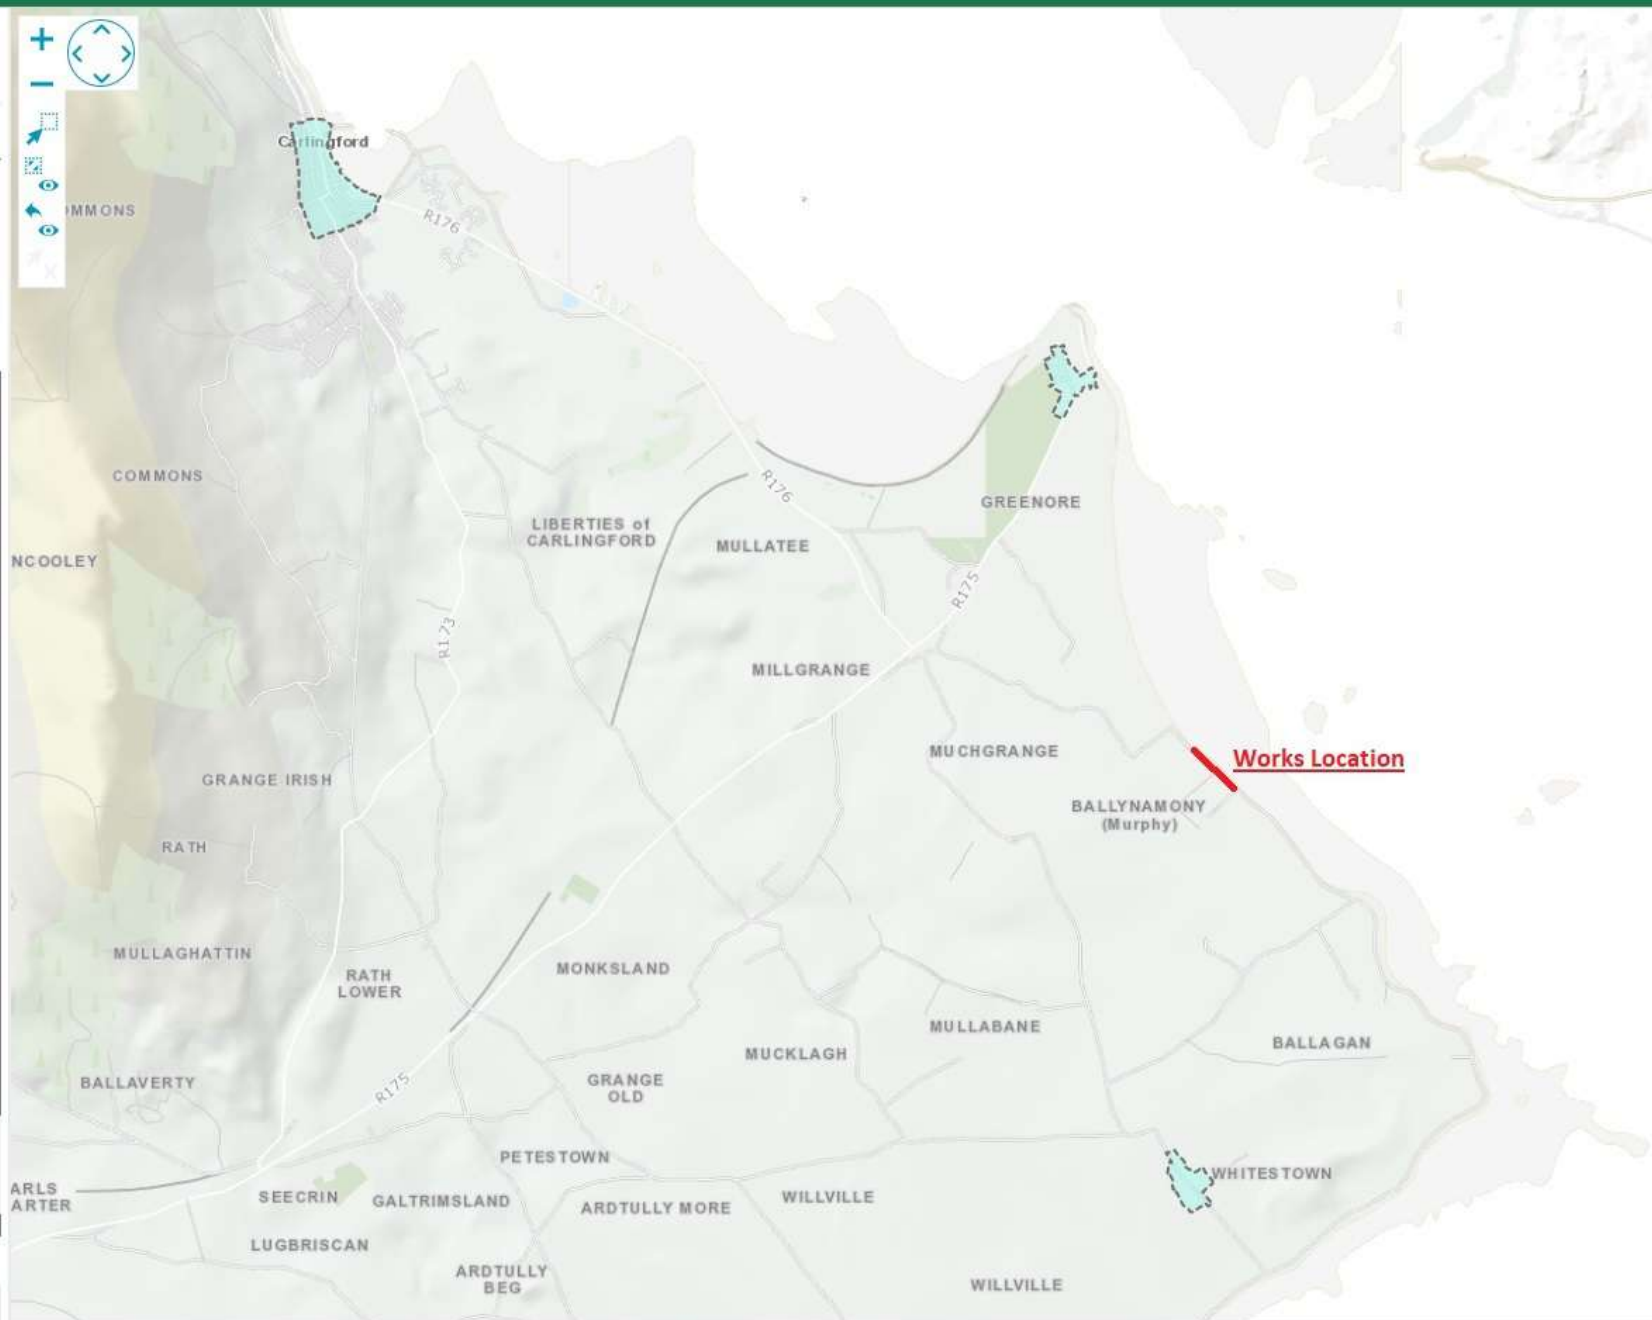 Carlingford
OMMONS
R176
COMMONS
GREENORE
LIBERTIES of
CARLINGFORD
R176
MULLATEE
NCOOLEY
R175
R173
MILLGRANGE
MUCHGRANGE
Works Location
GRANGE IRISH
BALLYNAMONY
(Murphy)
RATH
MULLAGHATTIN
RATH
LOWER
MONKSLAND
MULLABANE
BALLAGAN
MUCKLAGH
BALLAVERTY
R175
GRANGE
OLD
PETESTOWN
WHITESTOWN
ARLS
ARTER
SEECRIN
GALTRIMSLAND
ARDTULLY MORE
WILLVILLE
LUGBRISCAN
ARDTULLY
BEG
WILLVILLE